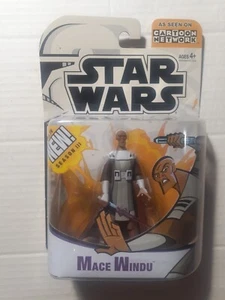 AS SEEN ON
CARTOON NETWORK
AGES 4+
STAR
WARS
NEW!
SEASON III
MACE WINDU